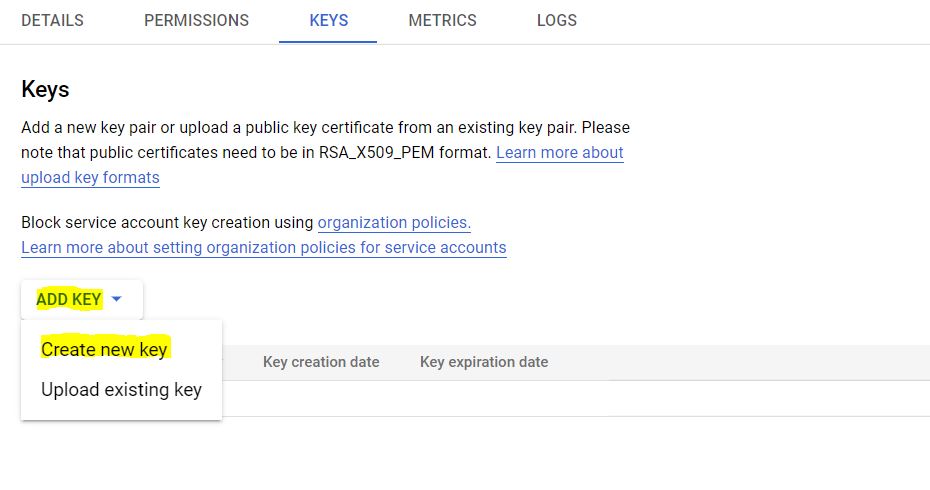 DETAILS PERMISSIONS KEYS METRICS LOGS
Keys
Add a new key pair or upload a public key certificate from an existing key pair. Please
note that public certificates need to be in RSA_X509_PEM format. Learn more about
upload key formats
Block service account key creation using organization policies.
Learn more about setting organization policies for service accounts
ADD KEY
Create new key
Key creation date Key expiration date
Upload existing key